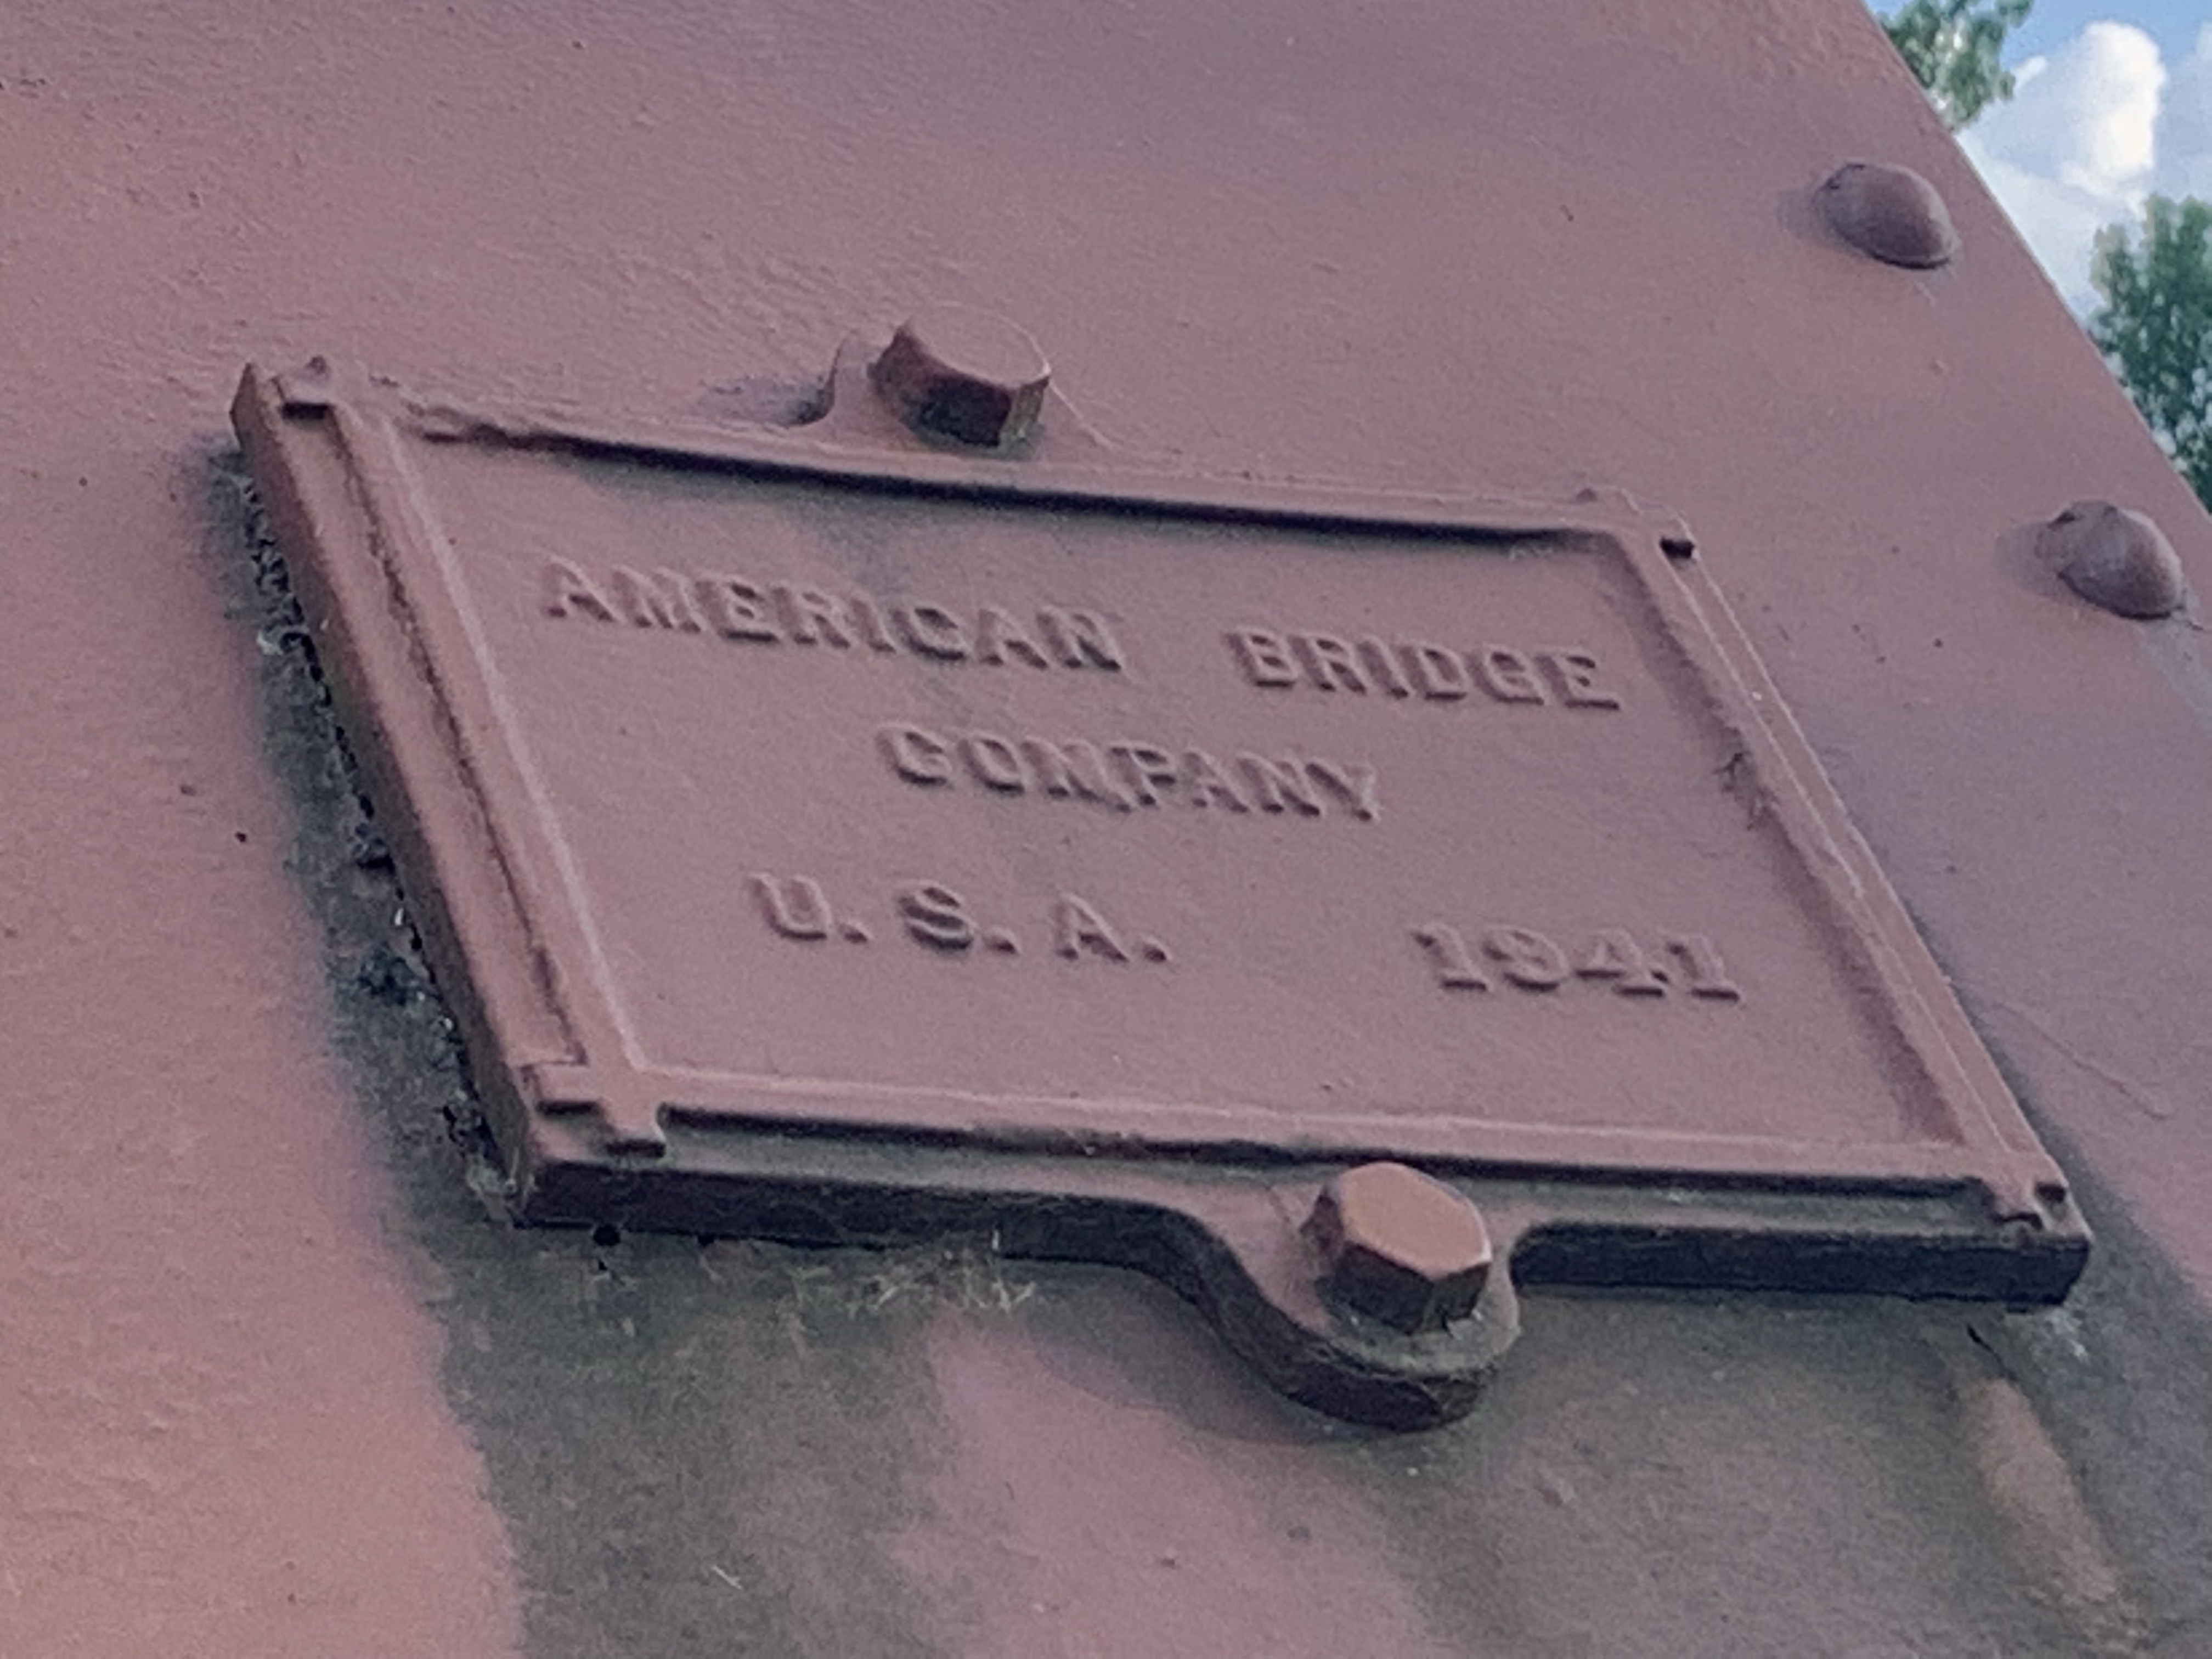 AMERICAN BRIDGE
COMPANY
U.S.A. 1941